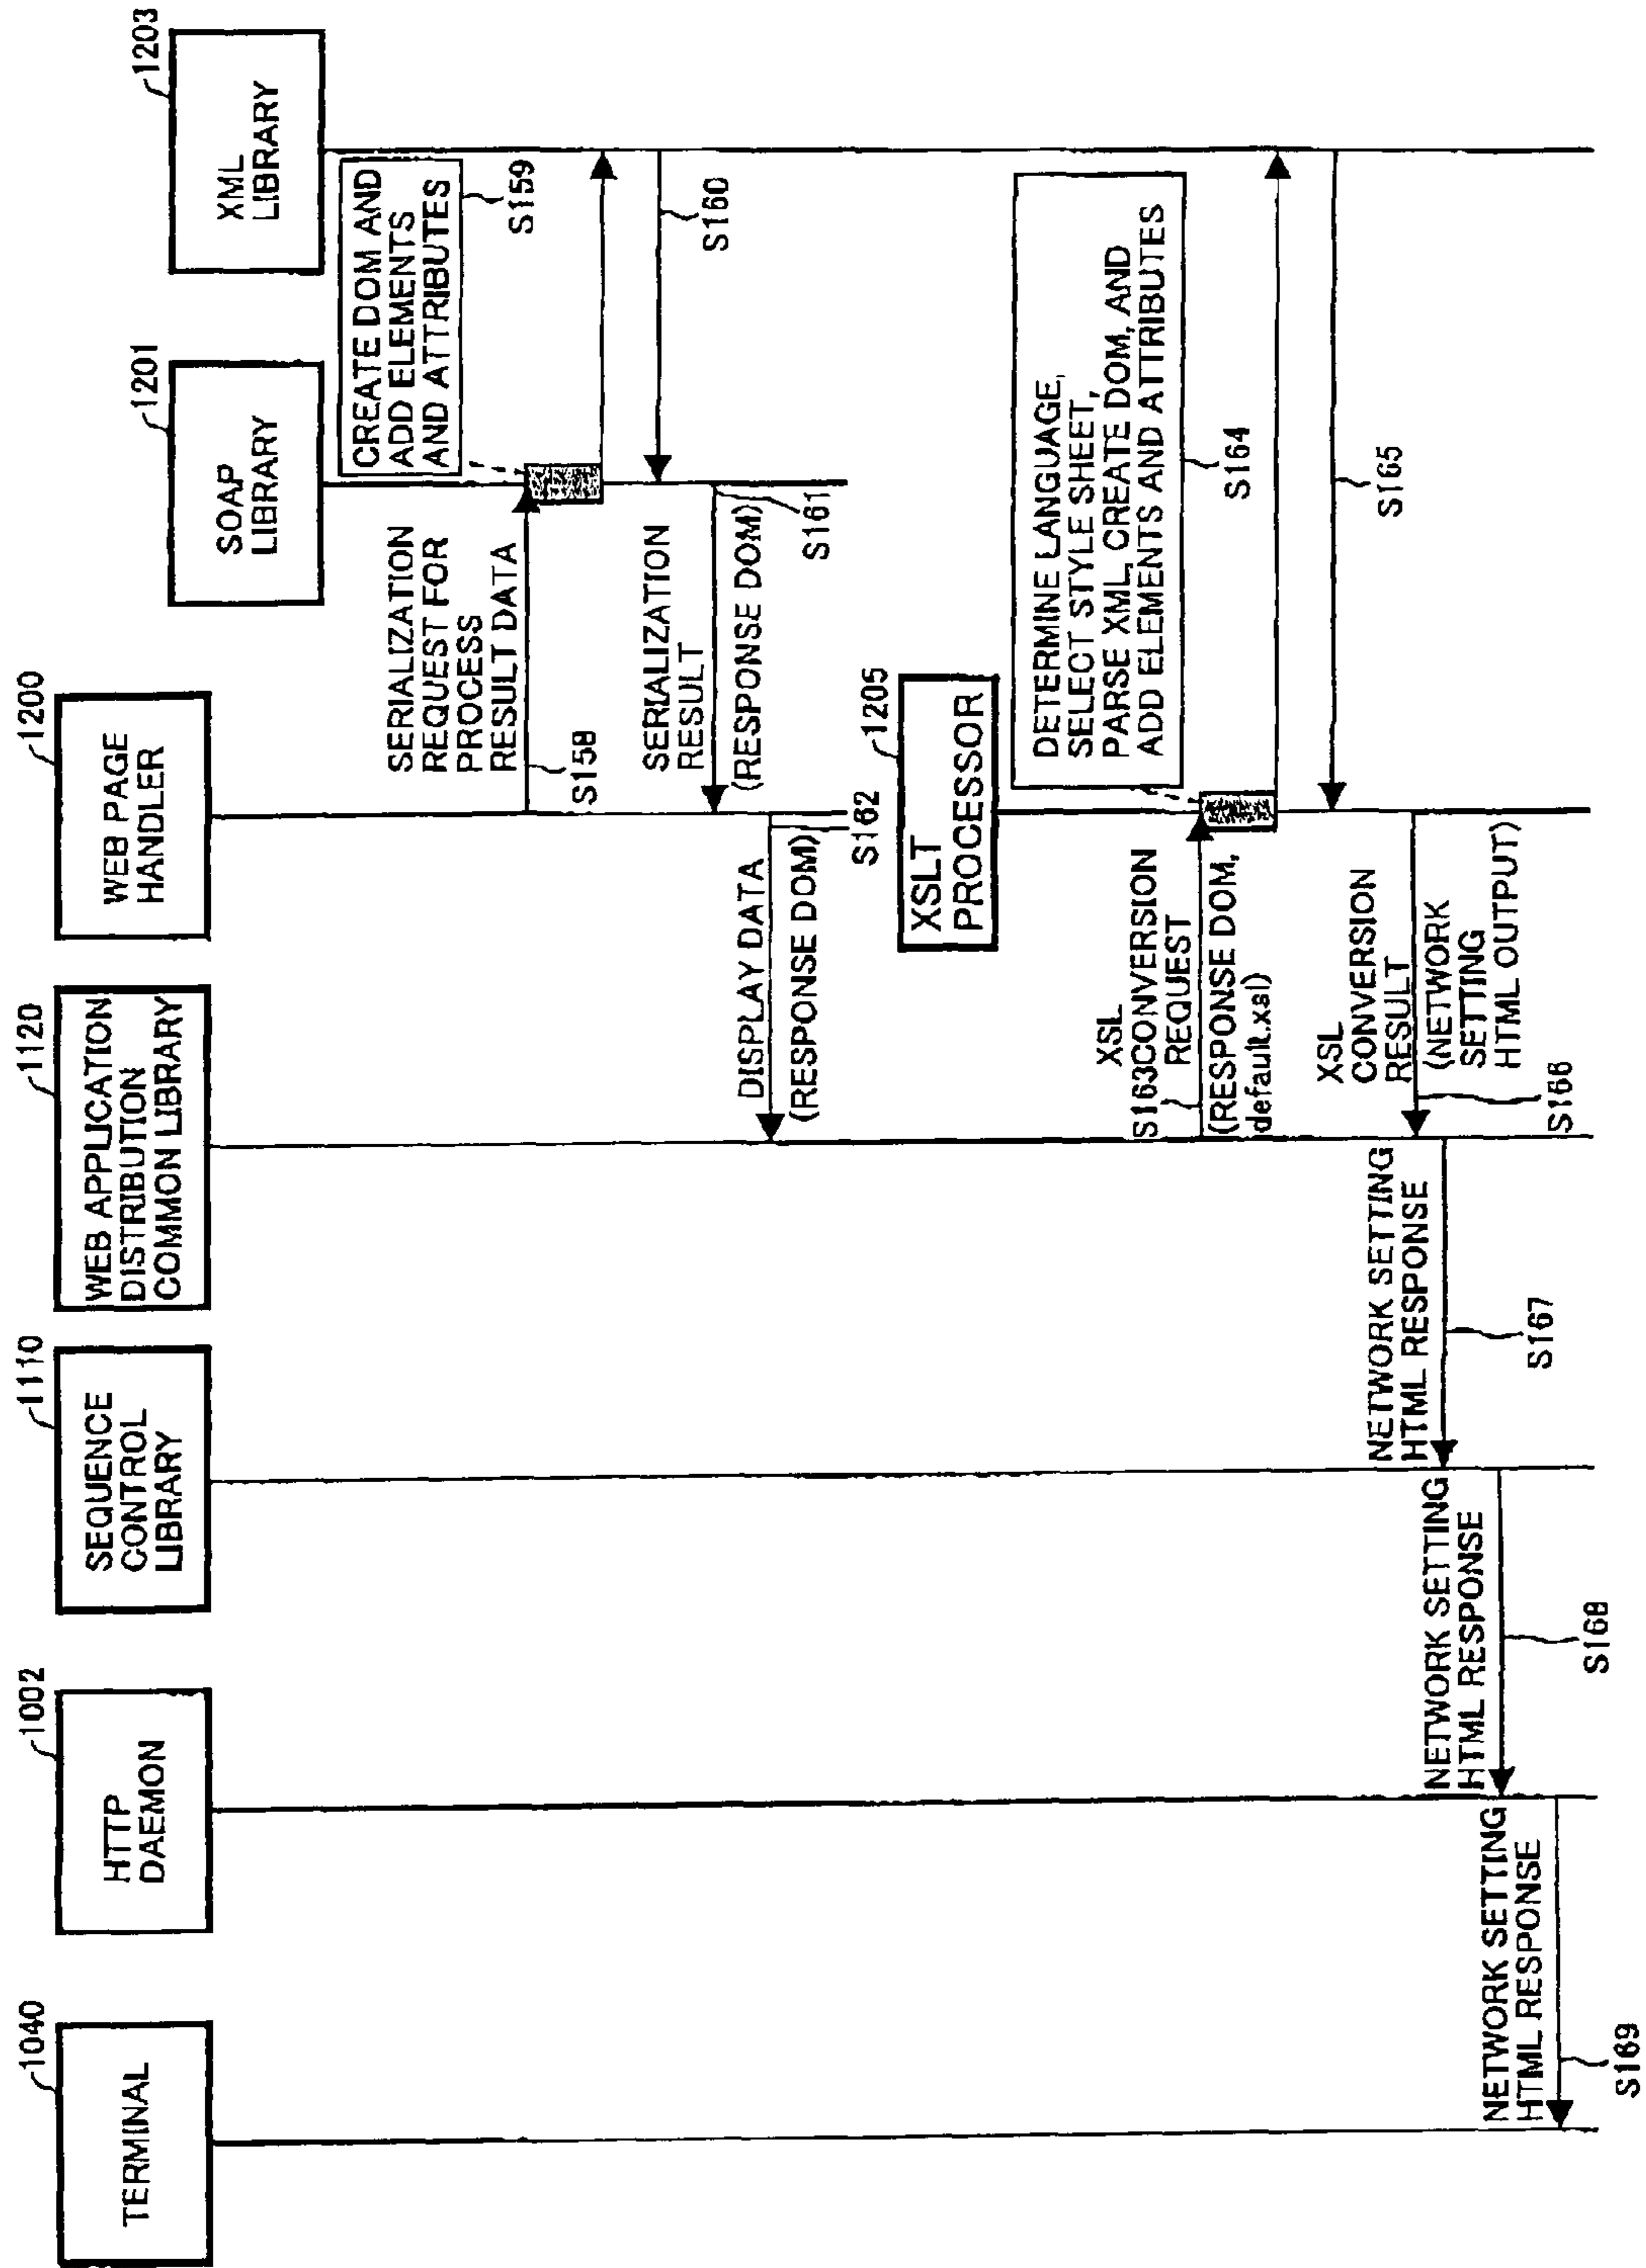 1040
TERMINAL
1002
HTTP
DAEMON
1110
SEQUENCE
CONTROL
LIBRARY
1120
WEB APPLICATION
DISTRIBUTION
COMMON LIBRARY
1200
WEB PAGE
HANDLER
1201
SOAP
LIBRARY
1203
XML
LIBRARY
CREATE DOM AND
ADD ELEMENTS
AND ATTRIBUTES
S159
SERIALIZATION
REQUEST FOR
PROCESS
RESULT DATA
S158
S160
SERIALIZATION
RESULT
(RESPONSE DOM)
S161
DISPLAY DATA
(RESPONSE DOM)
S162
1205
XSLT
PROCESSOR
DETERMINE LANGUAGE,
SELECT STYLE SHEET,
PARSE XML, CREATE DOM, AND
ADD ELEMENTS AND ATTRIBUTES
S164
XSL
S163CONVERSION
REQUEST
(RESPONSE DOM,
default.xsl)
S165
XSL
CONVERSION
RESULT
(NETWORK
SETTING
HTML OUTPUT)
S166
NETWORK SETTING
HTML RESPONSE
S167
NETWORK SETTING
HTML RESPONSE
S168
NETWORK SETTING
HTML RESPONSE
S169